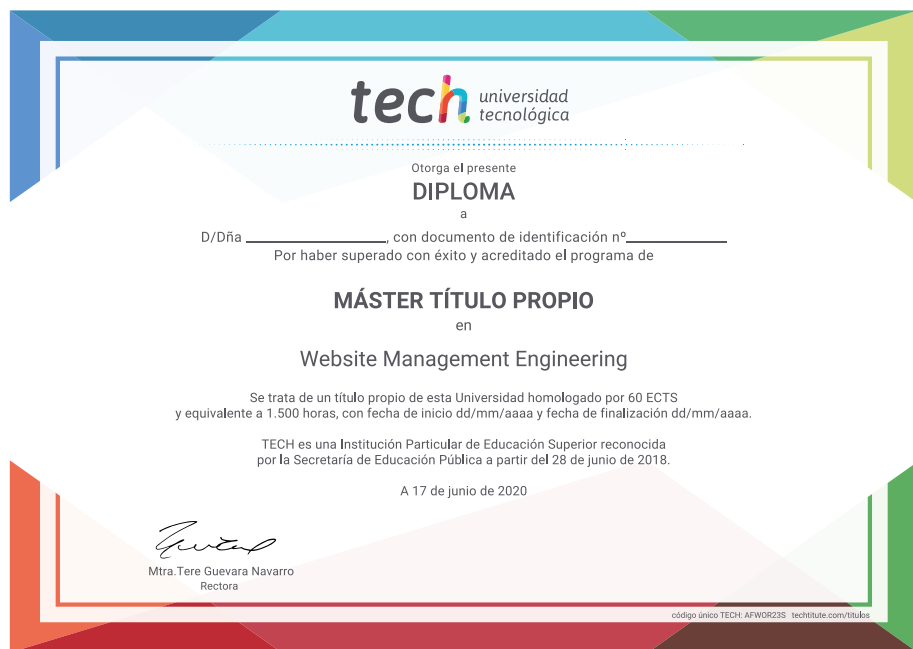 tech universidad
tecnológica
Otorga el presente
DIPLOMA
a
D/Dña ______________, con documento de identificación nº__________
Por haber superado con éxito y acreditado el programa de
MÁSTER TÍTULO PROPIO
en
Website Management Engineering
Se trata de un título propio de esta Universidad homologado por 60 ECTS
y equivalente a 1.500 horas, con fecha de inicio dd/mm/aaaa y fecha de finalización dd/mm/aaaa.
TECH es una Institución Particular de Educación Superior reconocida
por la Secretaría de Educación Pública a partir del 28 de junio de 2018.
A 17 de junio de 2020
Mtra.Tere Guevara Navarro
Rectora
código único TECH: AFWOR23S techtitute.com/titulos